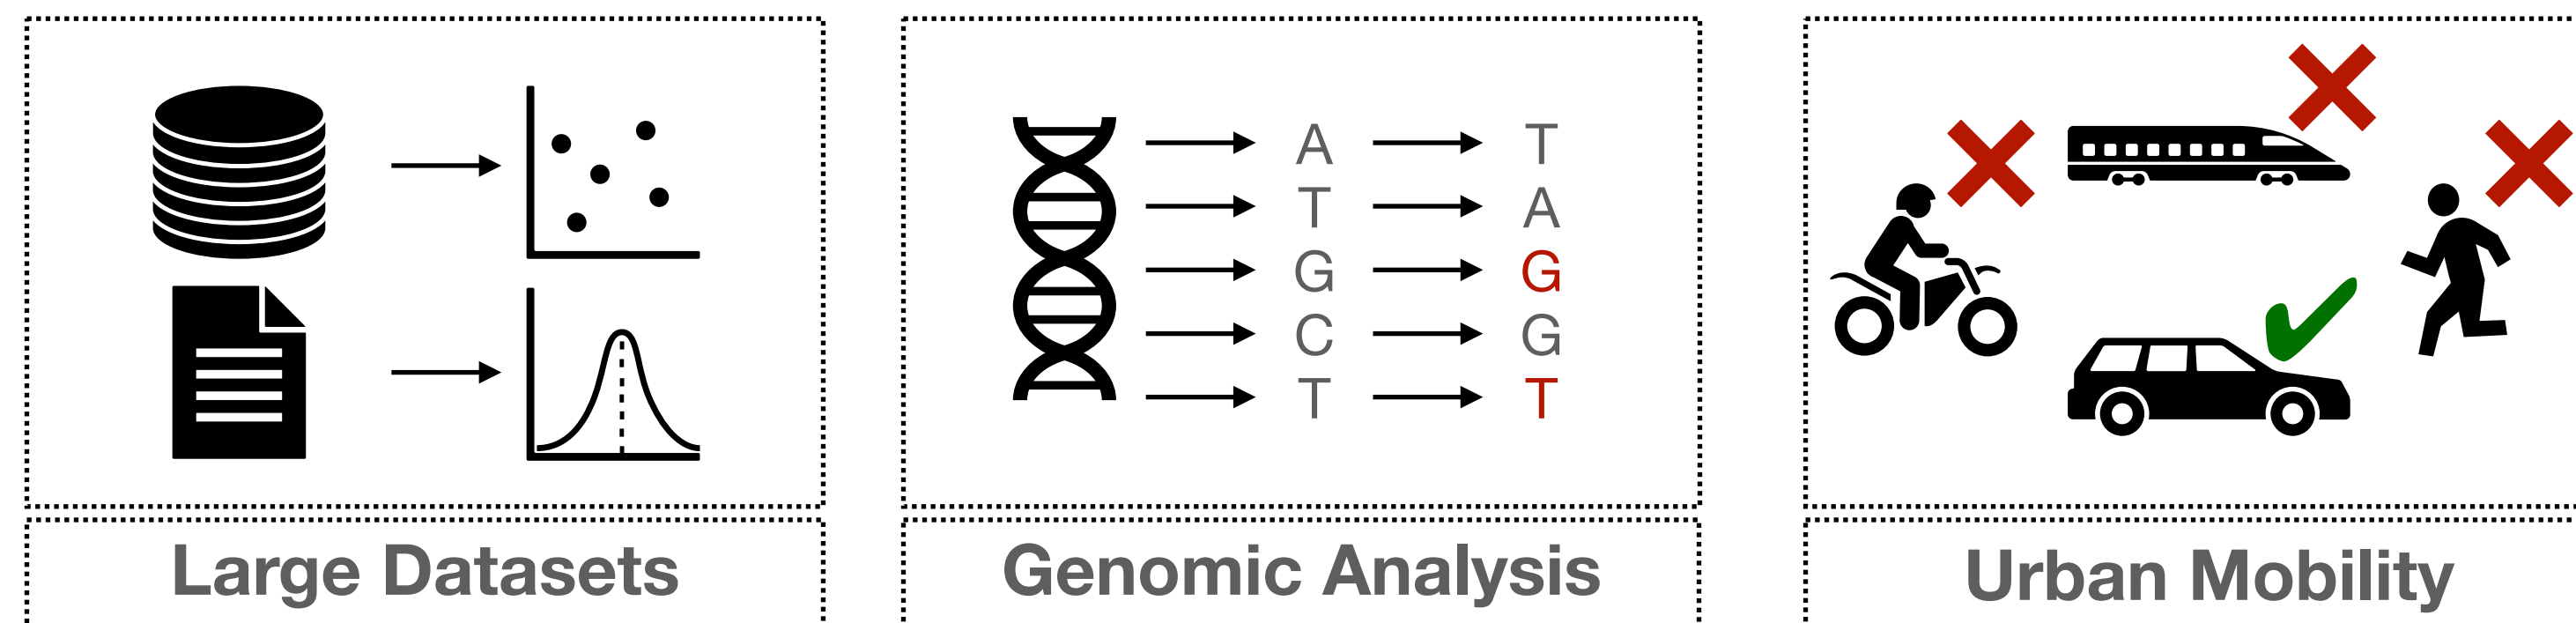 A T
T A
G G
C G
T T
Large Datasets
Genomic Analysis
Urban Mobility